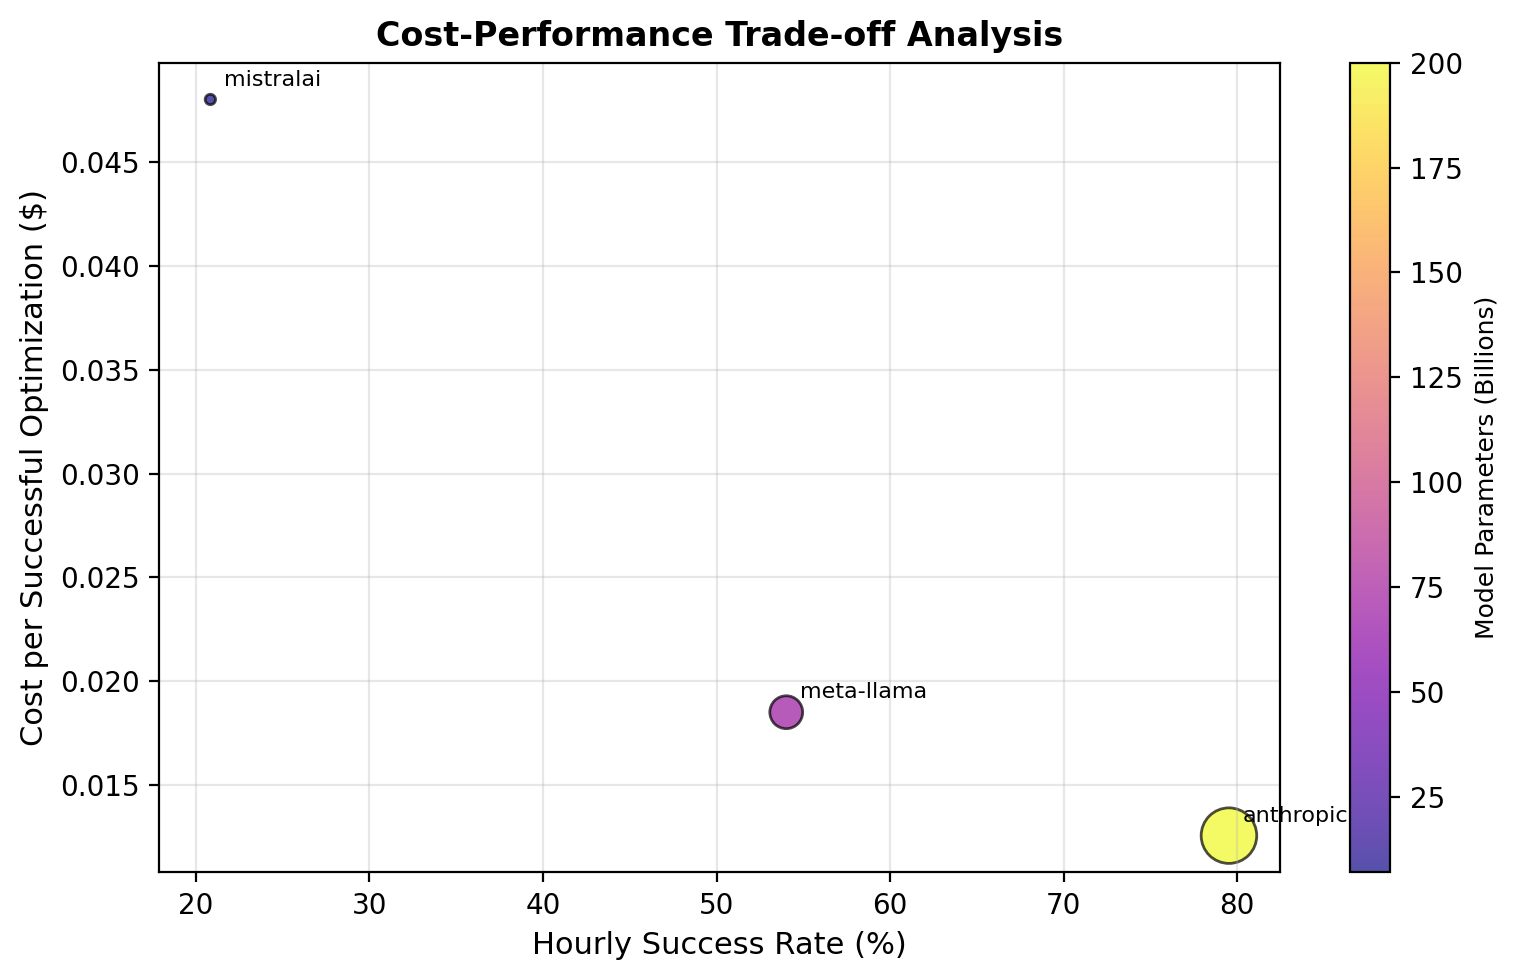 Cost-Performance Trade-off Analysis
Cost per Successful Optimization ($)
0.045
0.040
0.035
0.030
0.025
0.020
0.015
mistralai
meta-llama
anthropic
20 30 40 50 60 70 80
Hourly Success Rate (%)
200
175
150
125
100
75
50
25
Model Parameters (Billions)